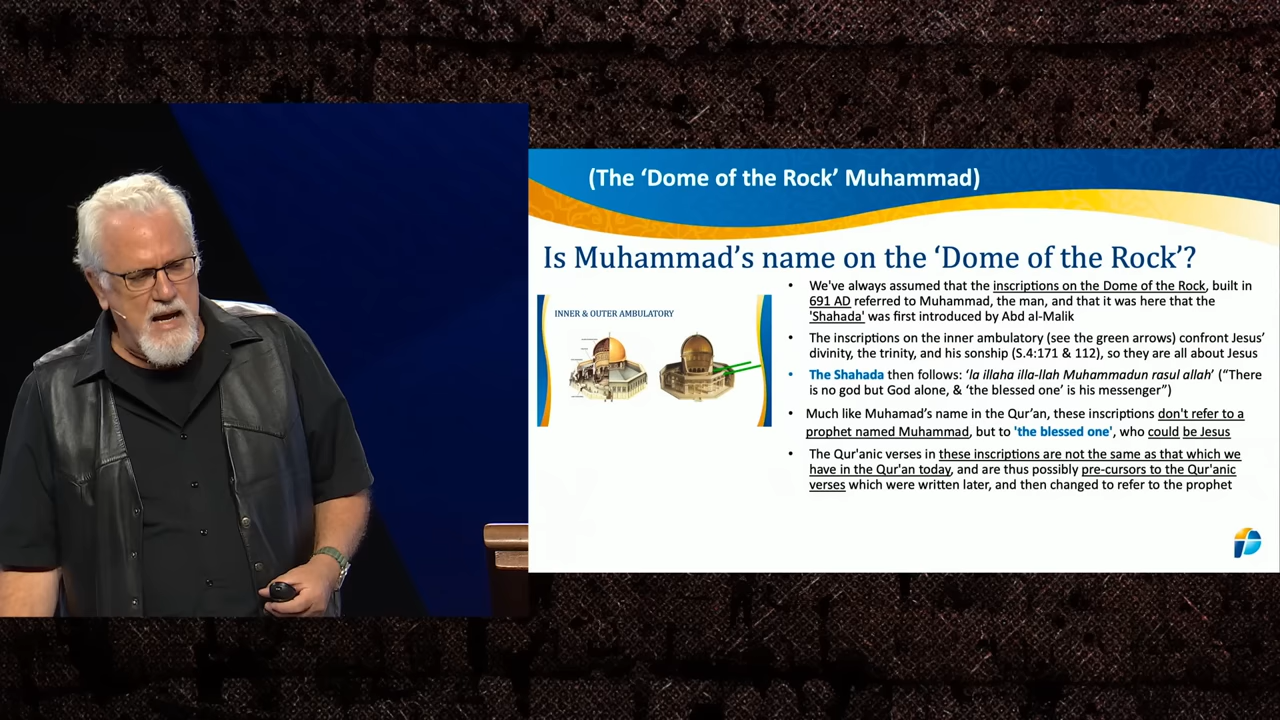 (The ‘Dome of the Rock’ Muhammad)
Is Muhammad’s name on the ‘Dome of the Rock’?
INNER & OUTER AMBULATORY
• We've always assumed that the inscriptions on the Dome of the Rock, built in
691 AD referred to Muhammad, the man, and that it was here that the
'Shahada' was first introduced by Abd al-Malik
• The inscriptions on the inner ambulatory (see the green arrows) confront Jesus’
divinity, the trinity, and his sonship (S.4:171 & 112), so they are all about Jesus
• The Shahada then follows: ‘la illaha illa-llah Muhammadun rasul allah’ (“There
is no god but God alone, & ‘the blessed one’ is his messenger”)
• Much like Muhamad’s name in the Qur’an, these inscriptions don't refer to a
prophet named Muhammad, but to 'the blessed one', who could be Jesus
• The Qur'anic verses in these inscriptions are not the same as that which we
have in the Qur'an today, and are thus possibly pre-cursors to the Qur'anic
verses which were written later, and then changed to refer to the prophet